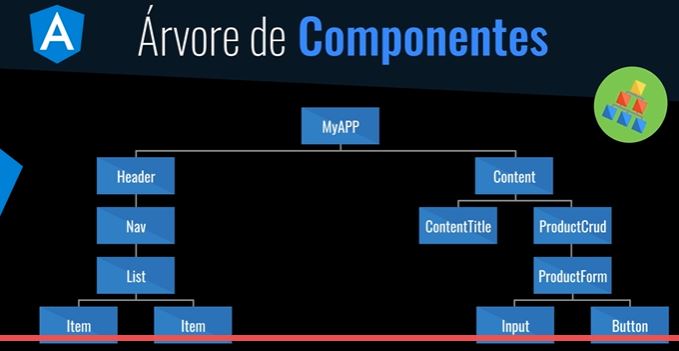 A
Árvore de Componentes
MyAPP
Header
Content
Nav
ContentTitle
ProductCrud
List
ProductForm
Item
Item
Input
Button